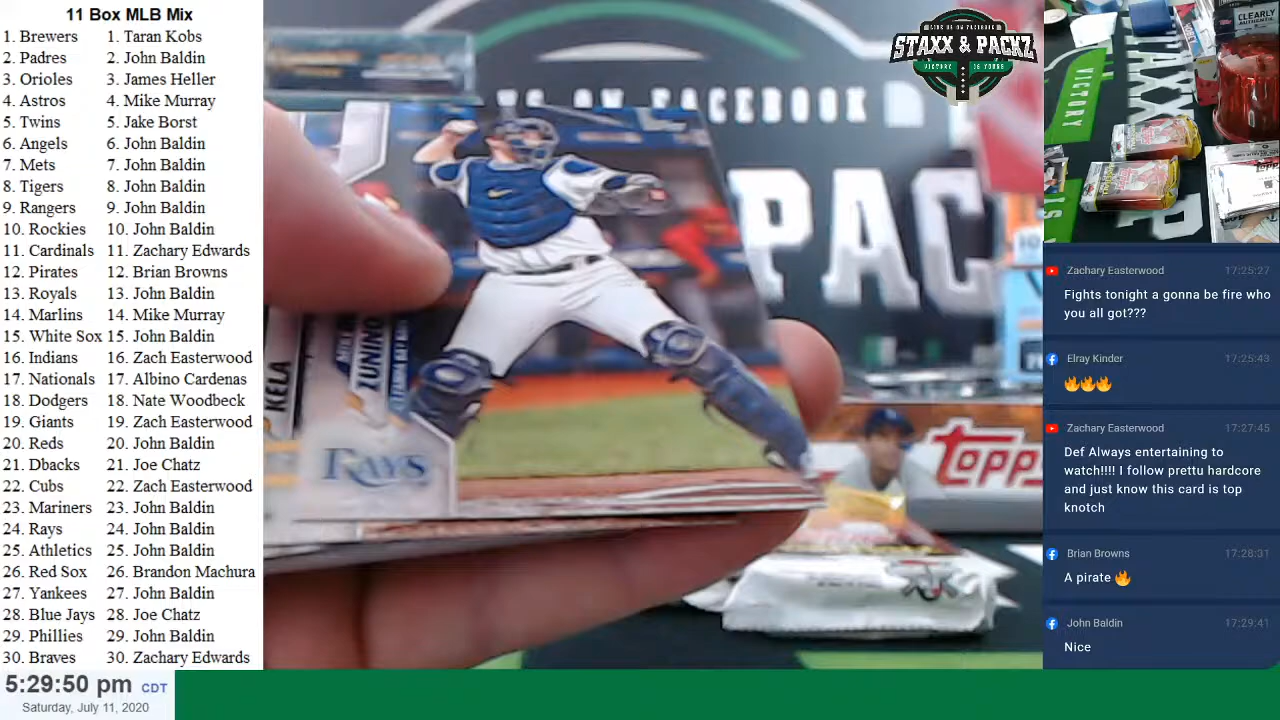 11 Box MLB Mix
1. Brewers 1. Taran Kobs
2. Padres 2. John Baldin
3. Orioles 3. James Heller
4. Astros 4. Mike Murray
5. Twins 5. Jake Borst
6. Angels 6. John Baldin
7. Mets 7. John Baldin
8. Tigers 8. John Baldin
9. Rangers 9. John Baldin
10. Rockies 10. John Baldin
11. Cardinals 11. Zachary Edwards
12. Pirates 12. Brian Browns
13. Royals 13. John Baldin
14. Marlins 14. Mike Murray
15. White Sox 15. John Baldin
16. Indians 16. Zach Easterwood
17. Nationals 17. Albino Cardenas
18. Dodgers 18. Nate Woodbeck
19. Giants 19. Zach Easterwood
20. Reds 20. John Baldin
21. Dbacks 21. Joe Chatz
22. Cubs 22. Zach Easterwood
23. Mariners 23. John Baldin
24. Rays 24. John Baldin
25. Athletics 25. John Baldin
26. Red Sox 26. Brandon Machura
27. Yankees 27. John Baldin
28. Blue Jays 28. Joe Chatz
29. Phillies 29. John Baldin
30. Braves 30. Zachary Edwards
5:29:50 pm CDT
Saturday, July 11, 2020
US ON FACEBOOK
PAC
KELA
ZUNINO
RAYS
TOPP
STAXX & PACKZ
VICTORY IS YOURS
CLEARLY
VICTORY
Zachary Easterwood 17:25:27
Fights tonight a gonna be fire who
you all got???
Elray Kinder 17:25:43
🔥🔥🔥
Zachary Easterwood 17:27:45
Def Always entertaining to
watch!!!! I follow prettu hardcore
and just know this card is top
knotch
Brian Browns 17:28:31
A pirate 🔥
John Baldin 17:29:41
Nice